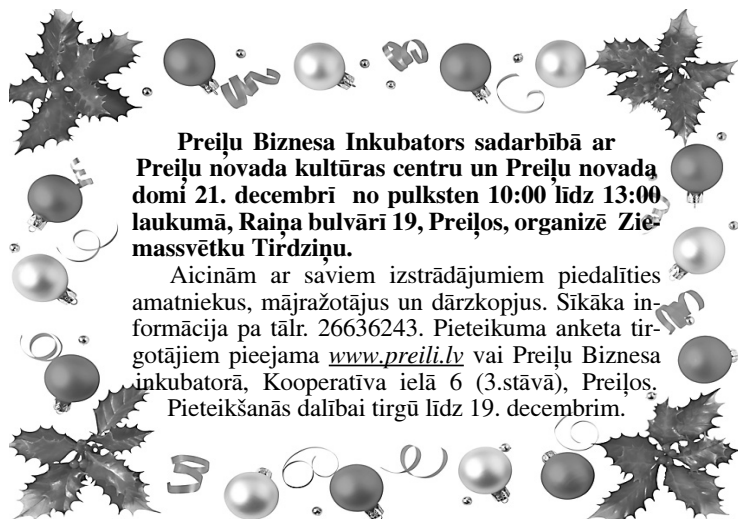 Preiļu Biznesa Inkubators sadarbībā ar
Preiļu novada kultūras centru un Preiļu novada
domi 21. decembrī no pulksten 10:00 līdz 13:00
laukumā, Raiņa bulvārī 19, Preiļos, organizē Zie-
massvētku Tirdziņu.
Aicinām ar saviem izstrādājumiem piedalīties
amatniekus, mājražotājus un dārzkopjus. Sīkāka in-
formācija pa tālr. 26636243. Pieteikuma anketa tir-
gotājiem pieejama www.preili.lv vai Preiļu Biznesa
inkubatorā, Kooperatīva ielā 6 (3.stāvā), Preiļos.
Pieteikšanās dalībai tirgū līdz 19. decembrim.